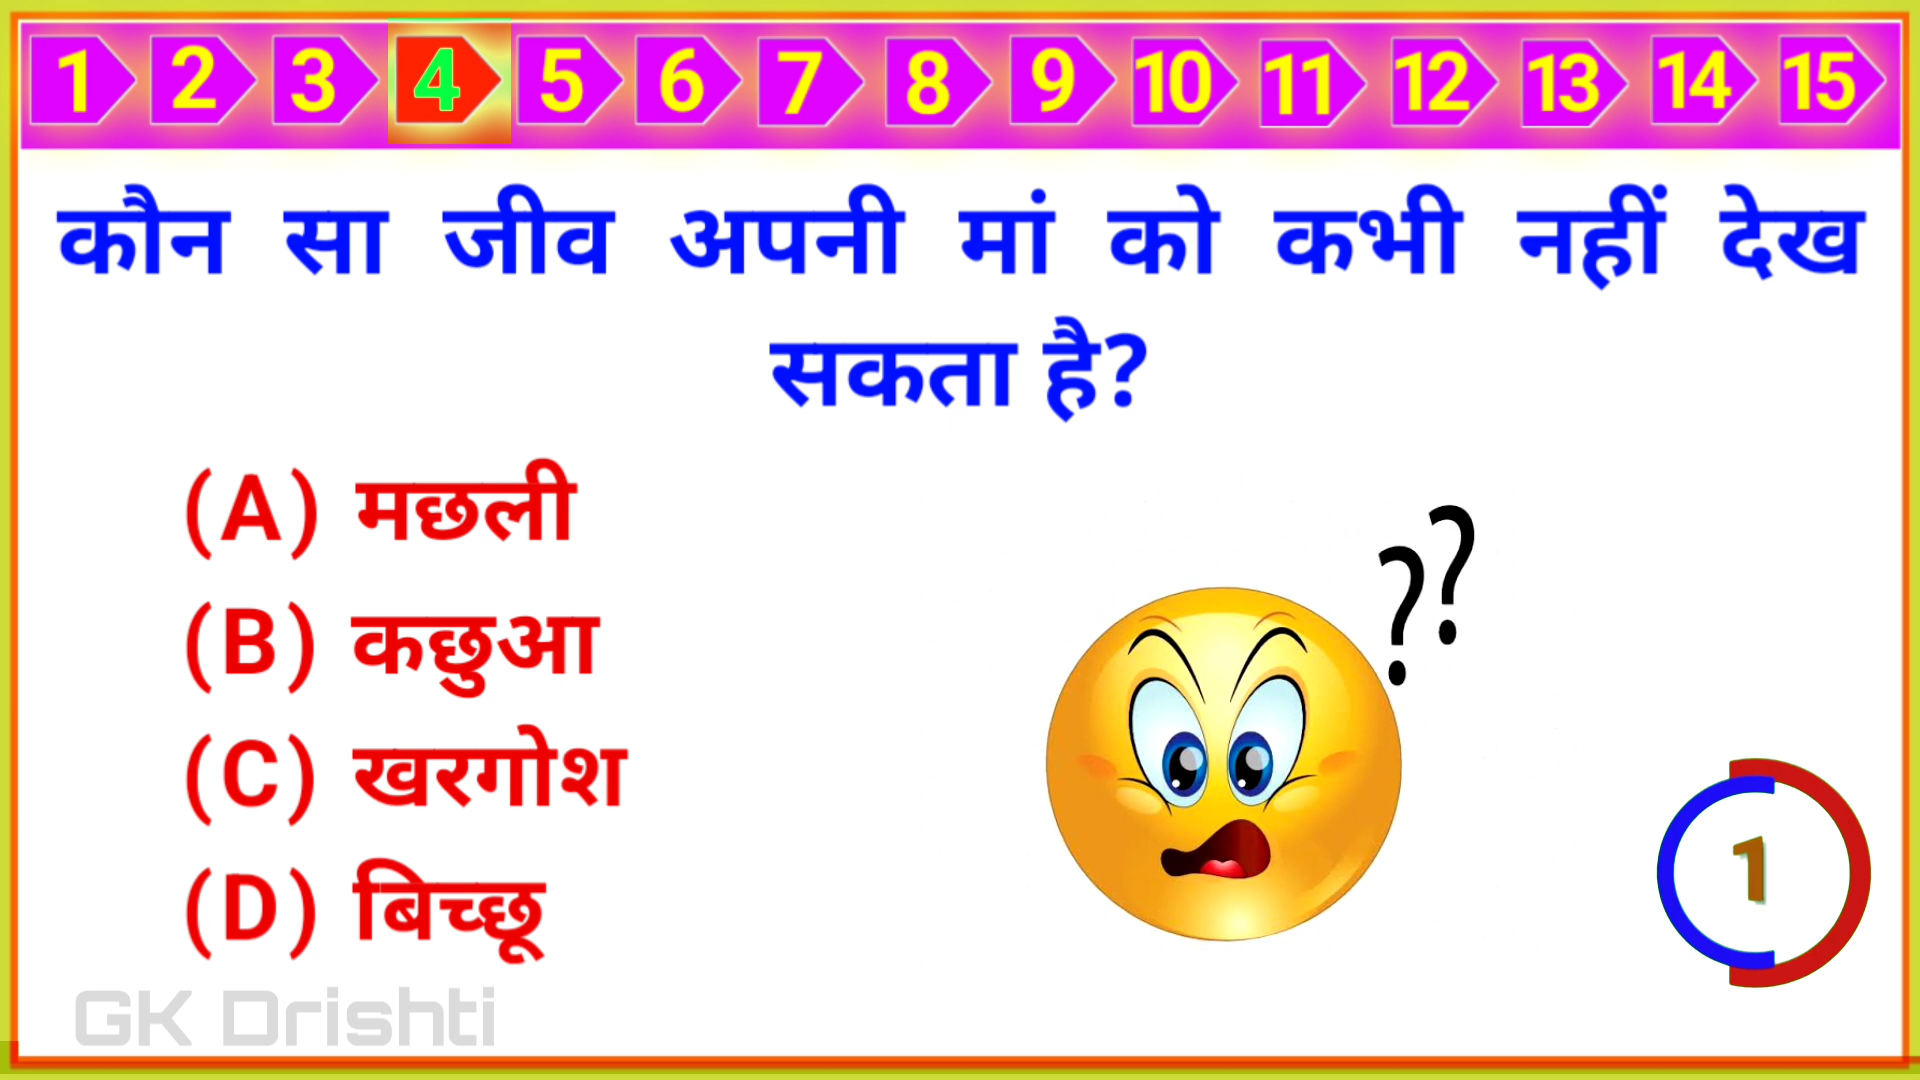 1 2 3 4 5 6 7 8 9 10 11 12 13 14 15
कौन सा जीव अपनी मां को कभी नहीं देख
सकता है?
(A) मछली
(B) कछुआ
(C) खरगोश
(D) बिच्छू
??
1
GK Drishti